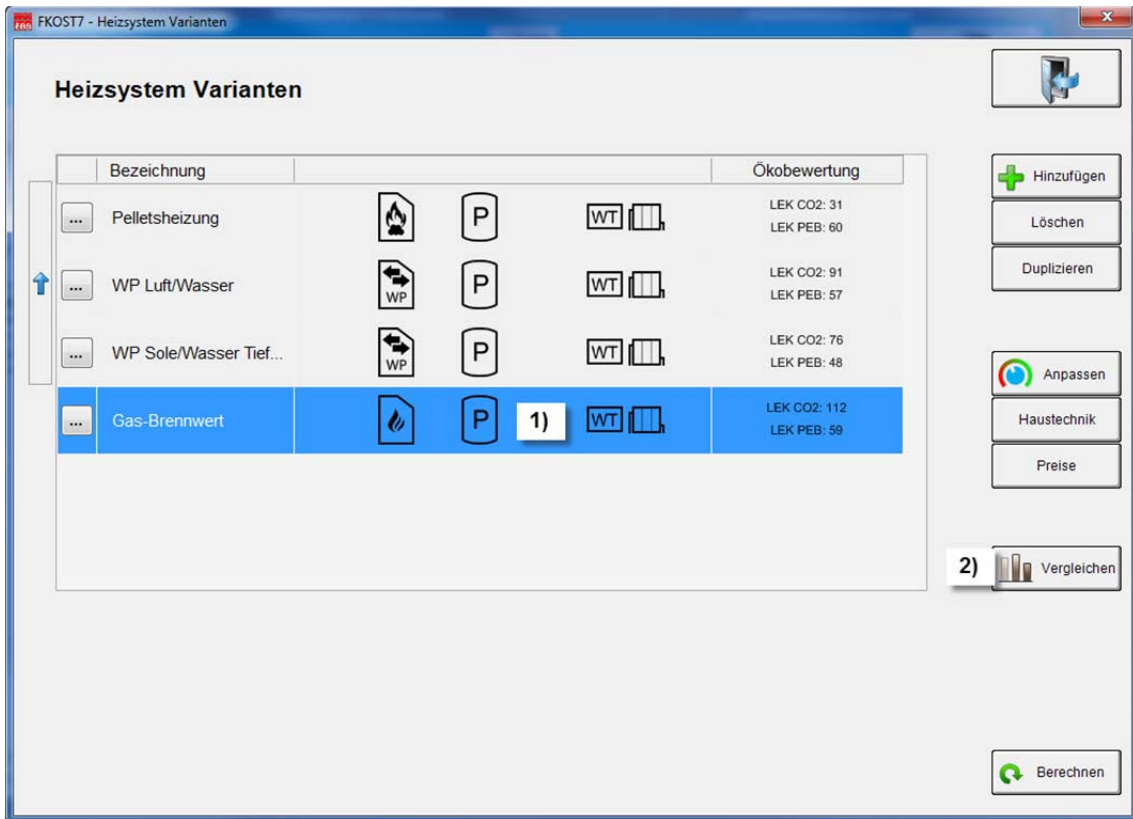 FKOST7 - Heizsystem Varianten
Heizsystem Varianten
Bezeichnung Ökobewertung
... Pelletsheizung P WT LEK CO2: 31
LEK PEB: 60
... WP Luft/Wasser WP P WT LEK CO2: 91
LEK PEB: 57
... WP Sole/Wasser Tief... WP P WT LEK CO2: 76
LEK PEB: 48
... Gas-Brennwert P 1) WT LEK CO2: 112
LEK PEB: 59
Hinzufügen
Löschen
Duplizieren
Anpassen
Haustechnik
Preise
2) Vergleichen
Berechnen